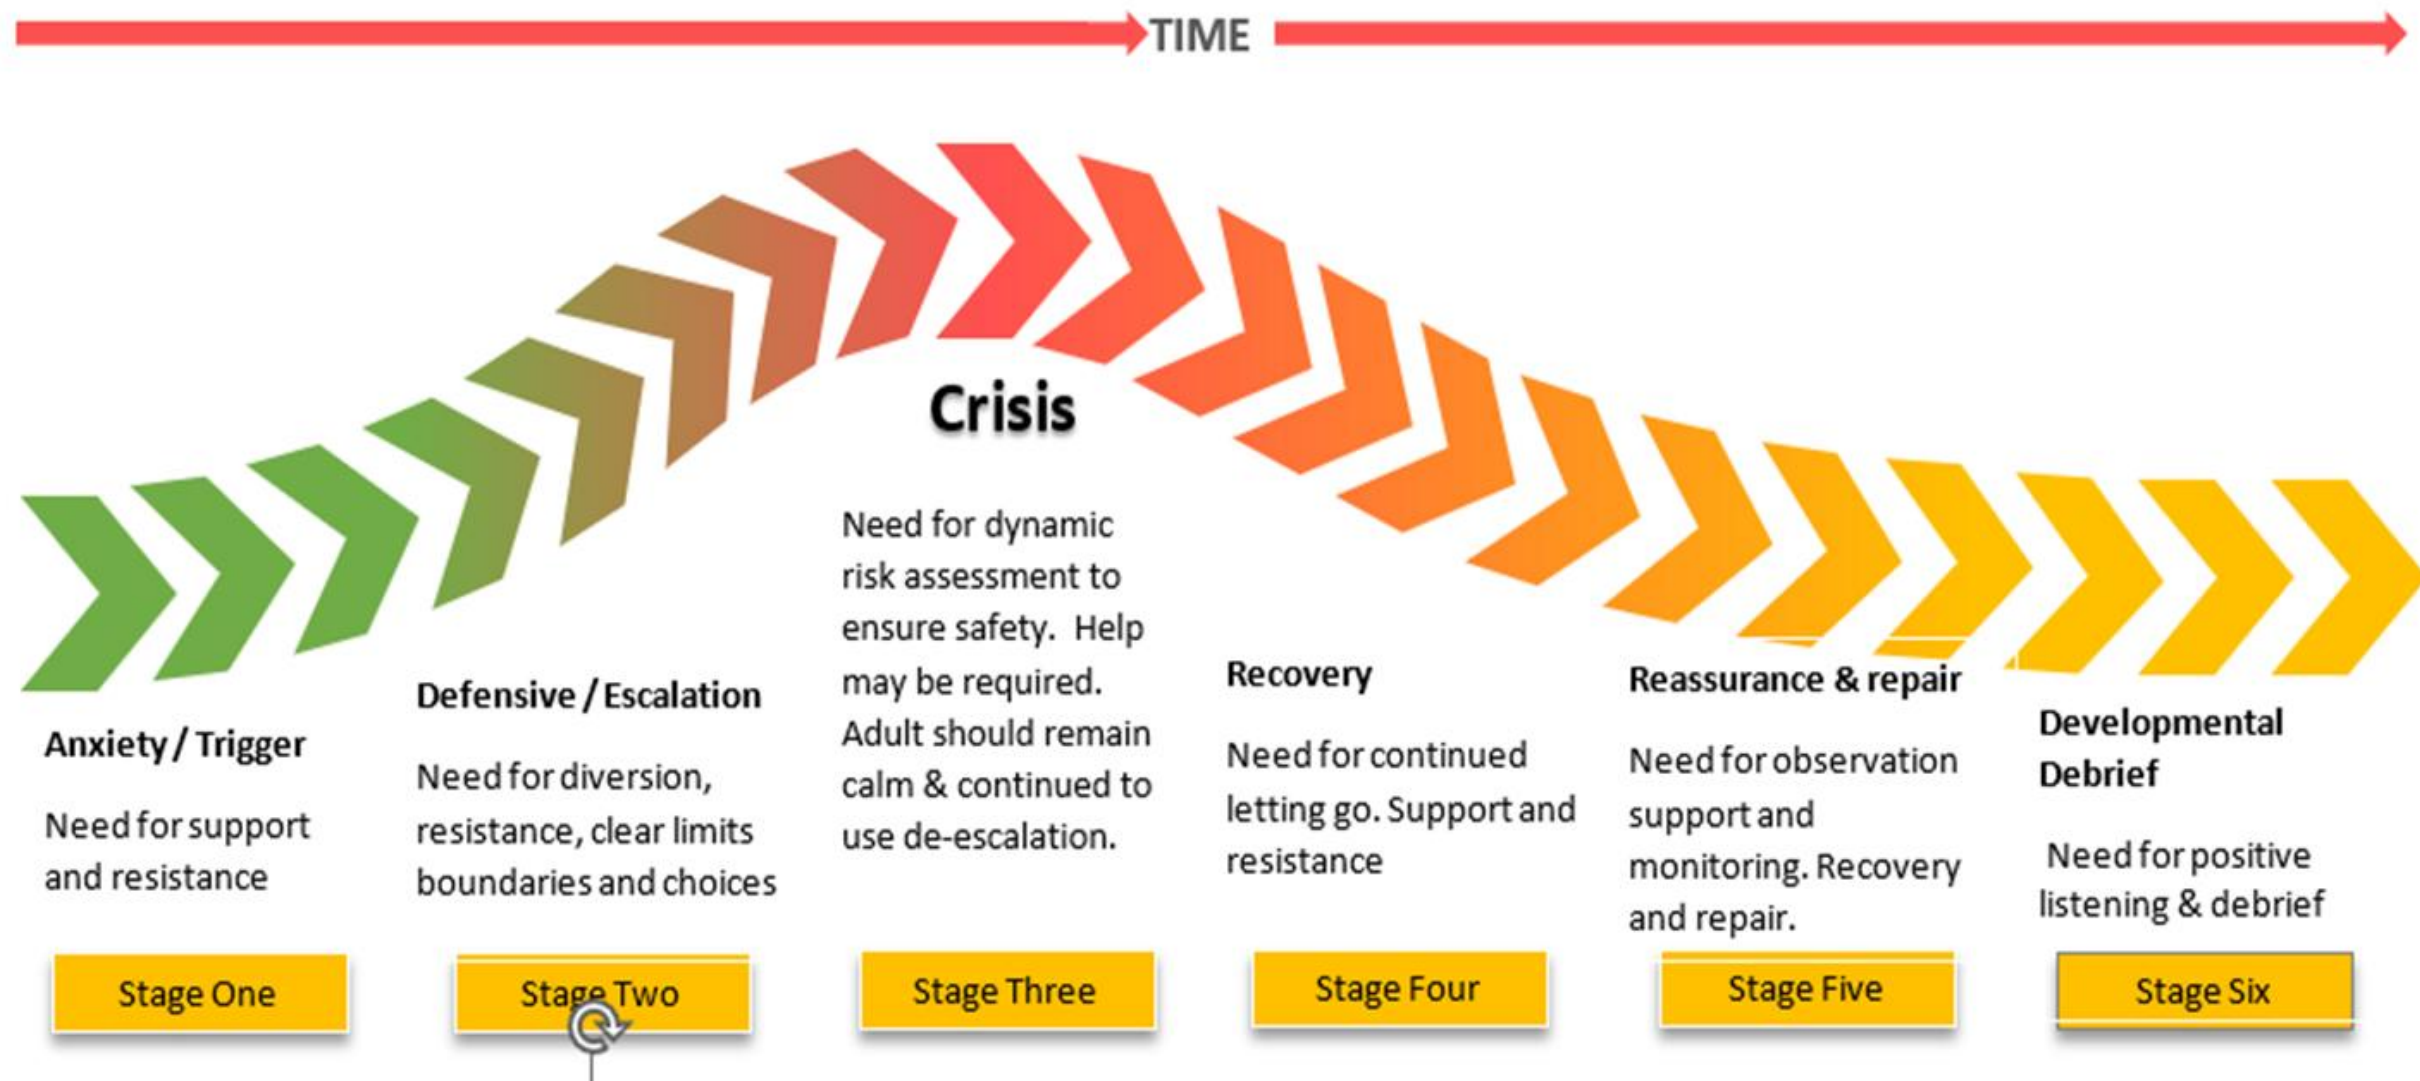 TIME
Crisis
Need for dynamic
risk assessment to
ensure safety. Help
may be required.
Adult should remain
calm & continued to
use de-escalation.
Anxiety / Trigger
Need for support
and resistance
Defensive / Escalation
Need for diversion,
resistance, clear limits
boundaries and choices
Recovery
Need for continued
letting go. Support and
resistance
Reassurance & repair
Need for observation
support and
monitoring. Recovery
and repair.
Developmental
Debrief
Need for positive
listening & debrief
Stage One
Stage Two
Stage Three
Stage Four
Stage Five
Stage Six